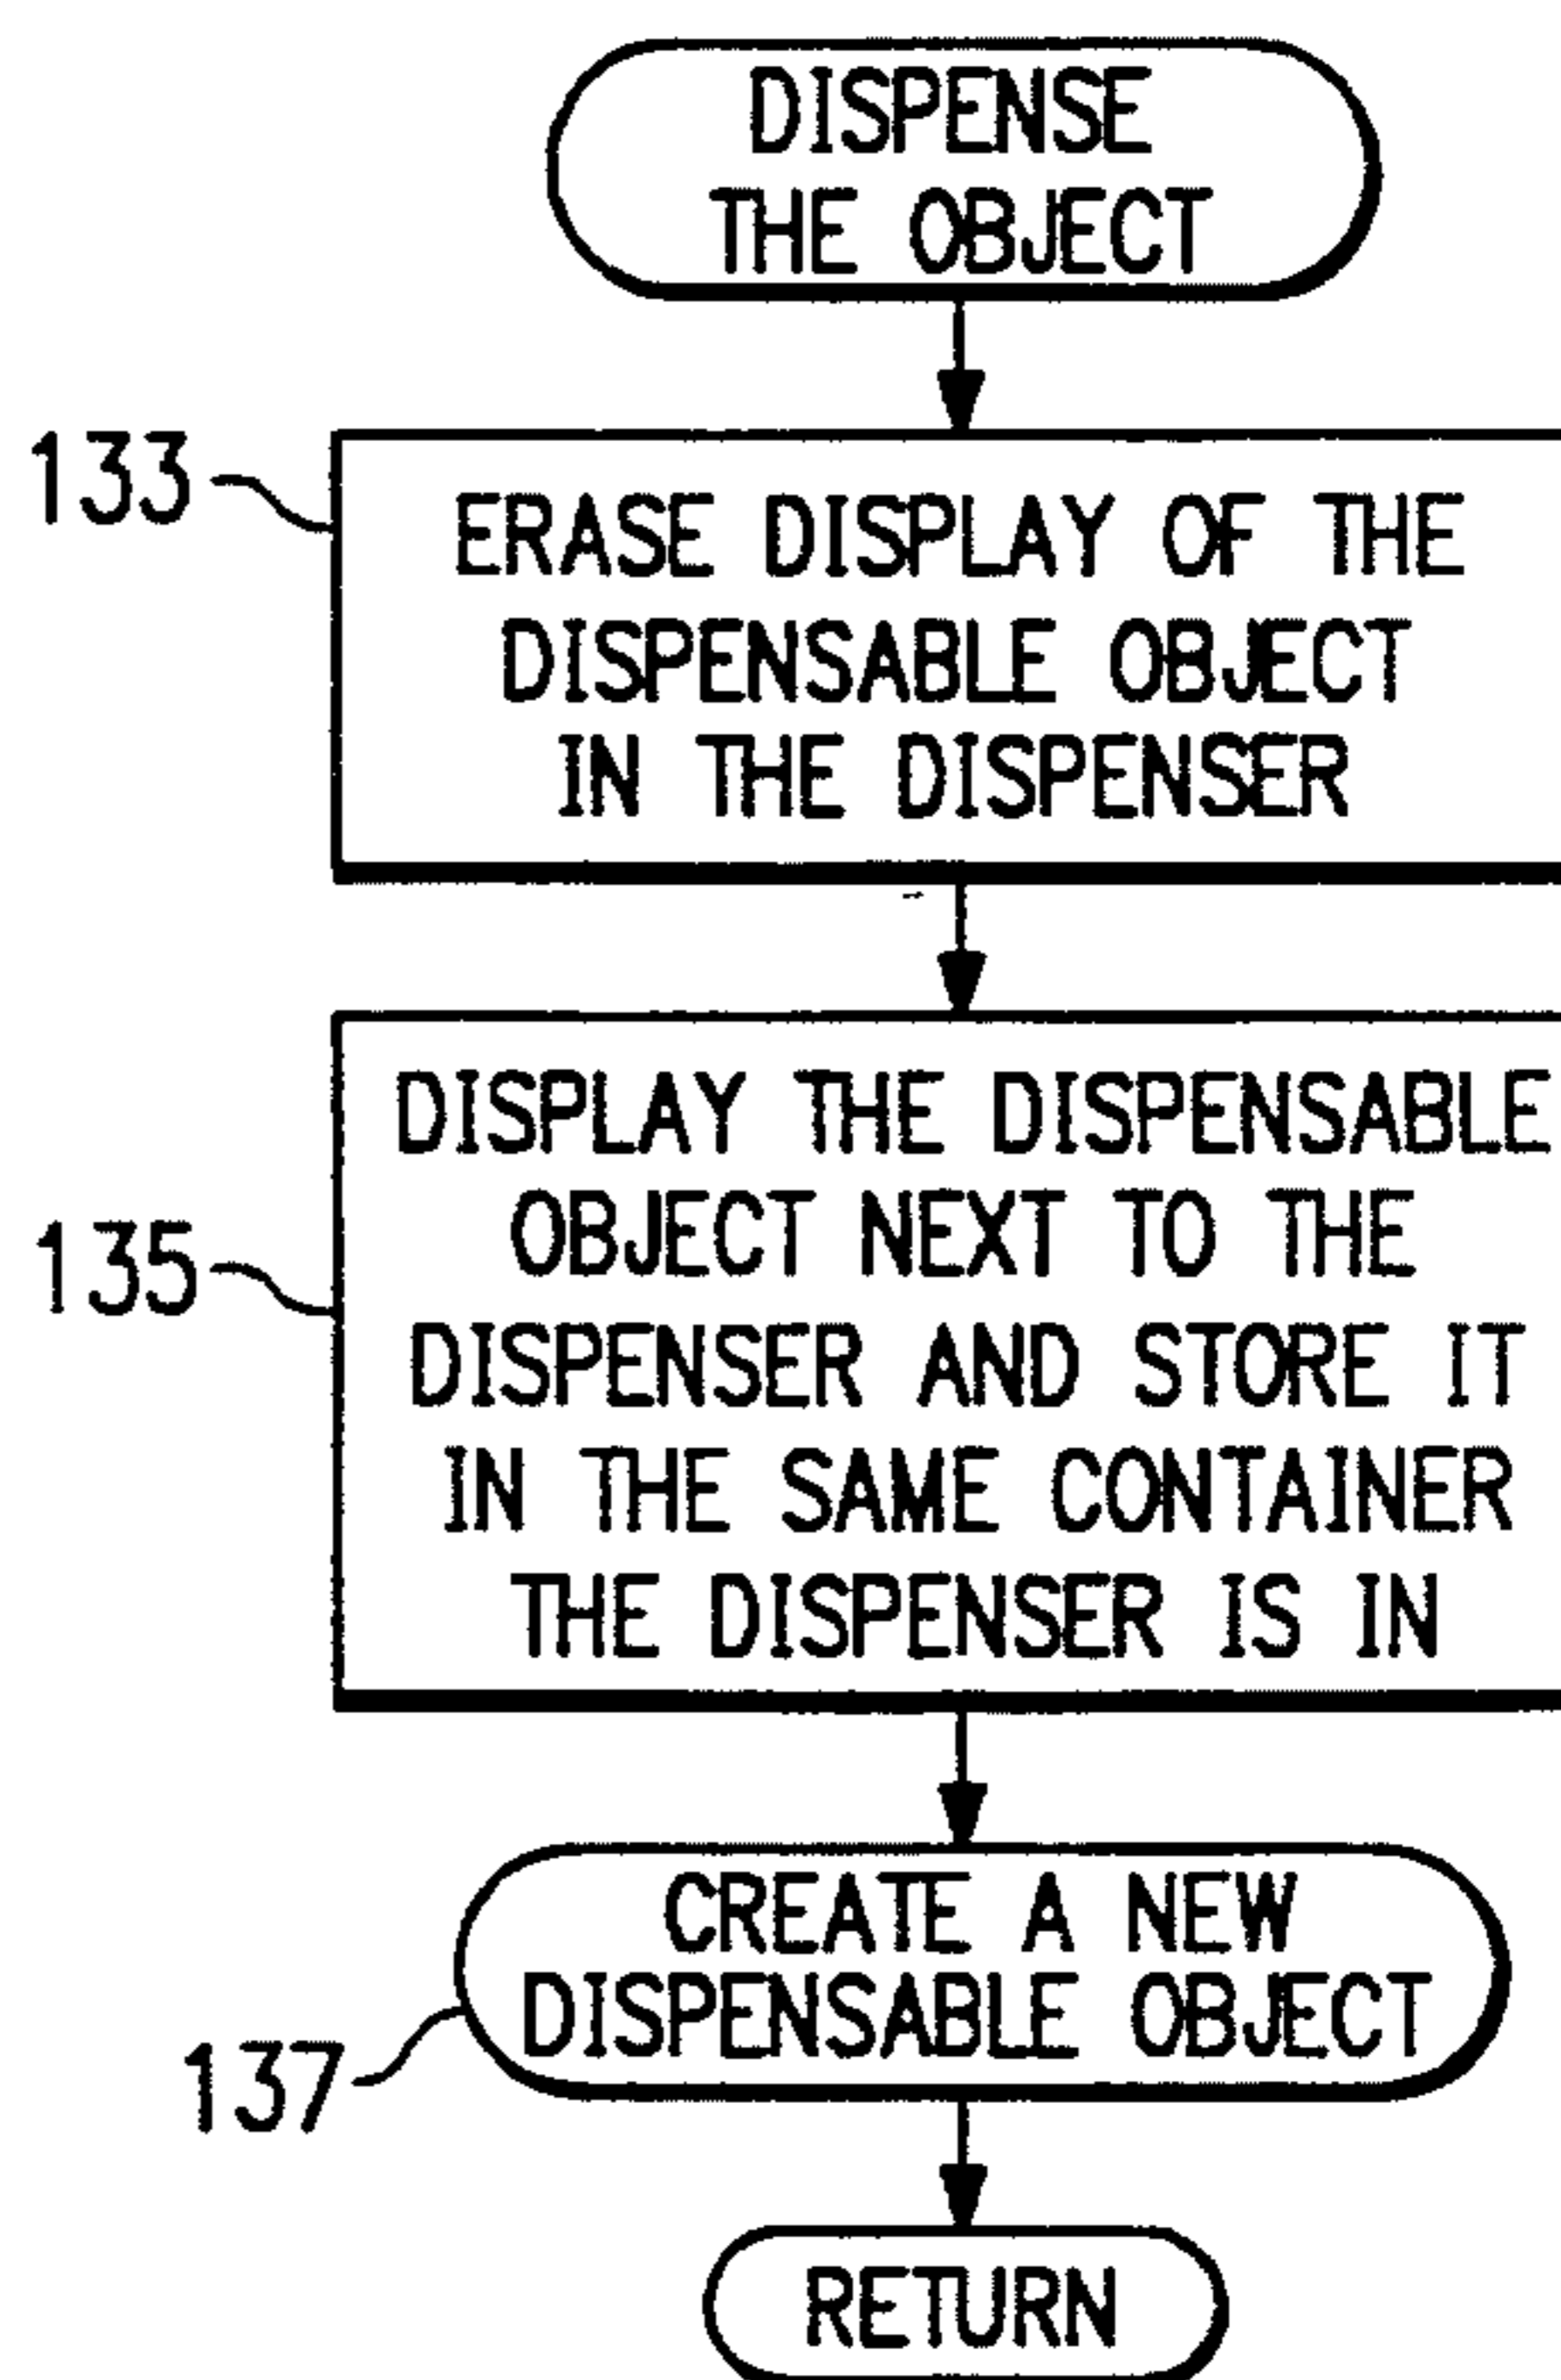 DISPENSE
THE OBJECT
133
ERASE DISPLAY OF THE
DISPENSABLE OBJECT
IN THE DISPENSER
135
DISPLAY THE DISPENSABLE
OBJECT NEXT TO THE
DISPENSER AND STORE IT
IN THE SAME CONTAINER
THE DISPENSER IS IN
137
CREATE A NEW
DISPENSABLE OBJECT
RETURN